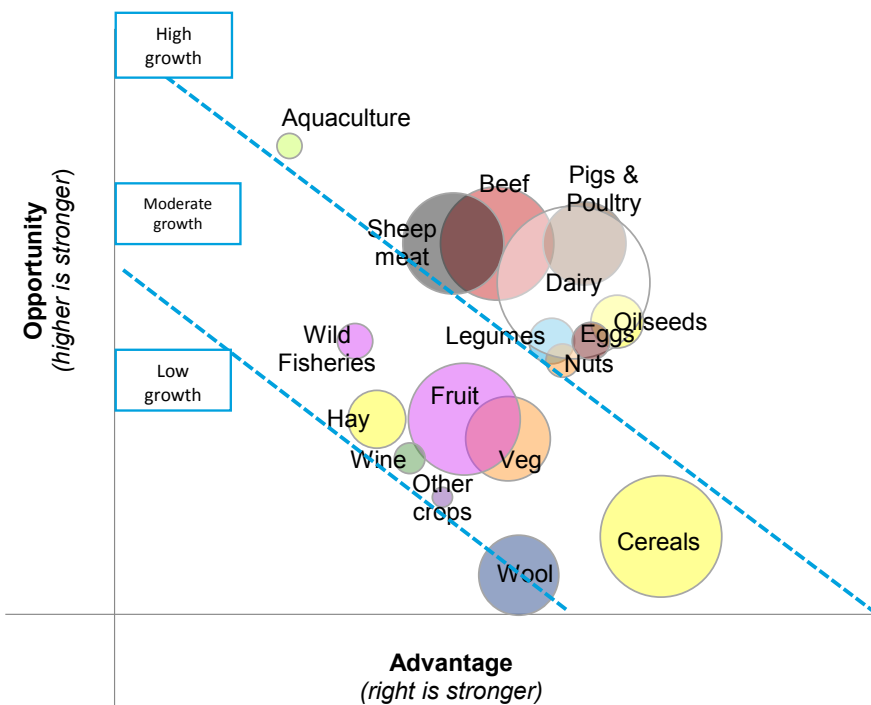 High
growth
Aquaculture
Moderate
growth
Beef
Pigs &
Poultry
Sheep
meat
Dairy
Opportunity
(higher is stronger)
Oilseeds
Legumes
Eggs
Nuts
Wild
Fisheries
Low
growth
Fruit
Hay
Wine
Veg
Other
crops
Cereals
Wool
Advantage
(right is stronger)